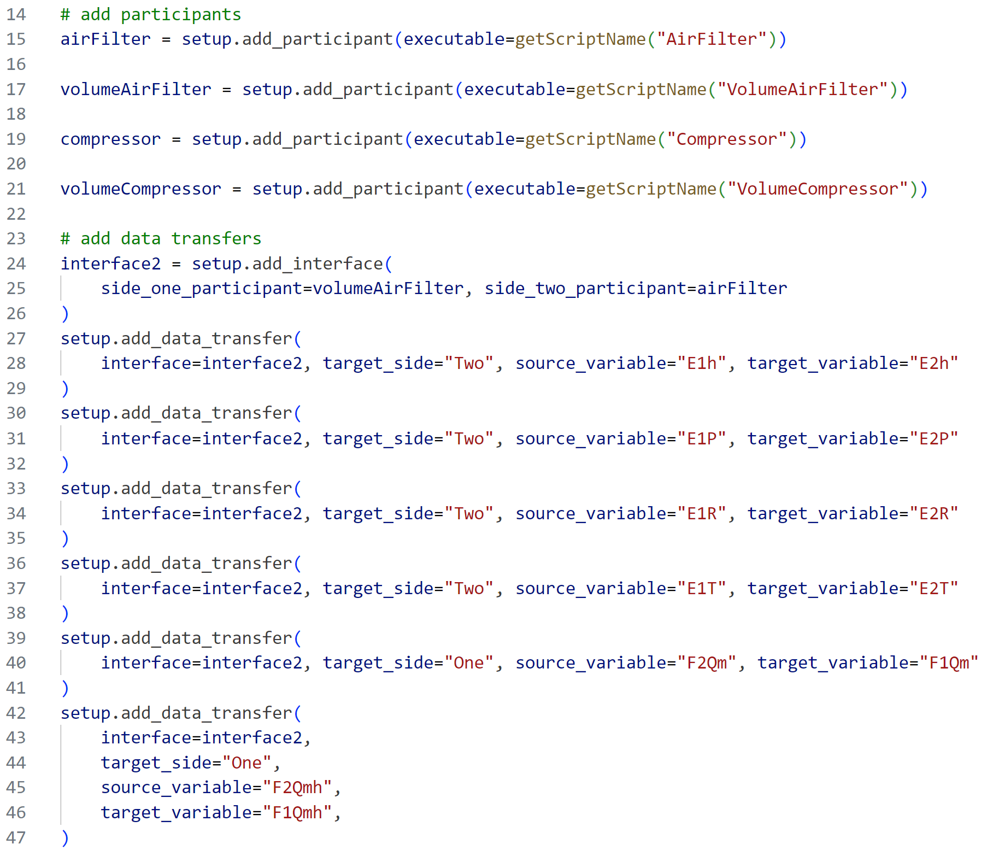 14 # add participants
15 airFilter = setup.add_participant(executable=getScriptName("AirFilter"))
16
17 volumeAirFilter = setup.add_participant(executable=getScriptName("VolumeAirFilter"))
18
19 compressor = setup.add_participant(executable=getScriptName("Compressor"))
20
21 volumeCompressor = setup.add_participant(executable=getScriptName("VolumeCompressor"))
22
23 # add data transfers
24 interface2 = setup.add_interface(
25     side_one_participant=volumeAirFilter, side_two_participant=airFilter
26 )
27 setup.add_data_transfer(
28     interface=interface2, target_side="Two", source_variable="E1h", target_variable="E2h"
29 )
30 setup.add_data_transfer(
31     interface=interface2, target_side="Two", source_variable="E1P", target_variable="E2P"
32 )
33 setup.add_data_transfer(
34     interface=interface2, target_side="Two", source_variable="E1R", target_variable="E2R"
35 )
36 setup.add_data_transfer(
37     interface=interface2, target_side="Two", source_variable="E1T", target_variable="E2T"
38 )
39 setup.add_data_transfer(
40     interface=interface2, target_side="One", source_variable="F2Qm", target_variable="F1Qm"
41 )
42 setup.add_data_transfer(
43     interface=interface2,
44     target_side="One",
45     source_variable="F2Qmh",
46     target_variable="F1Qmh",
47 )